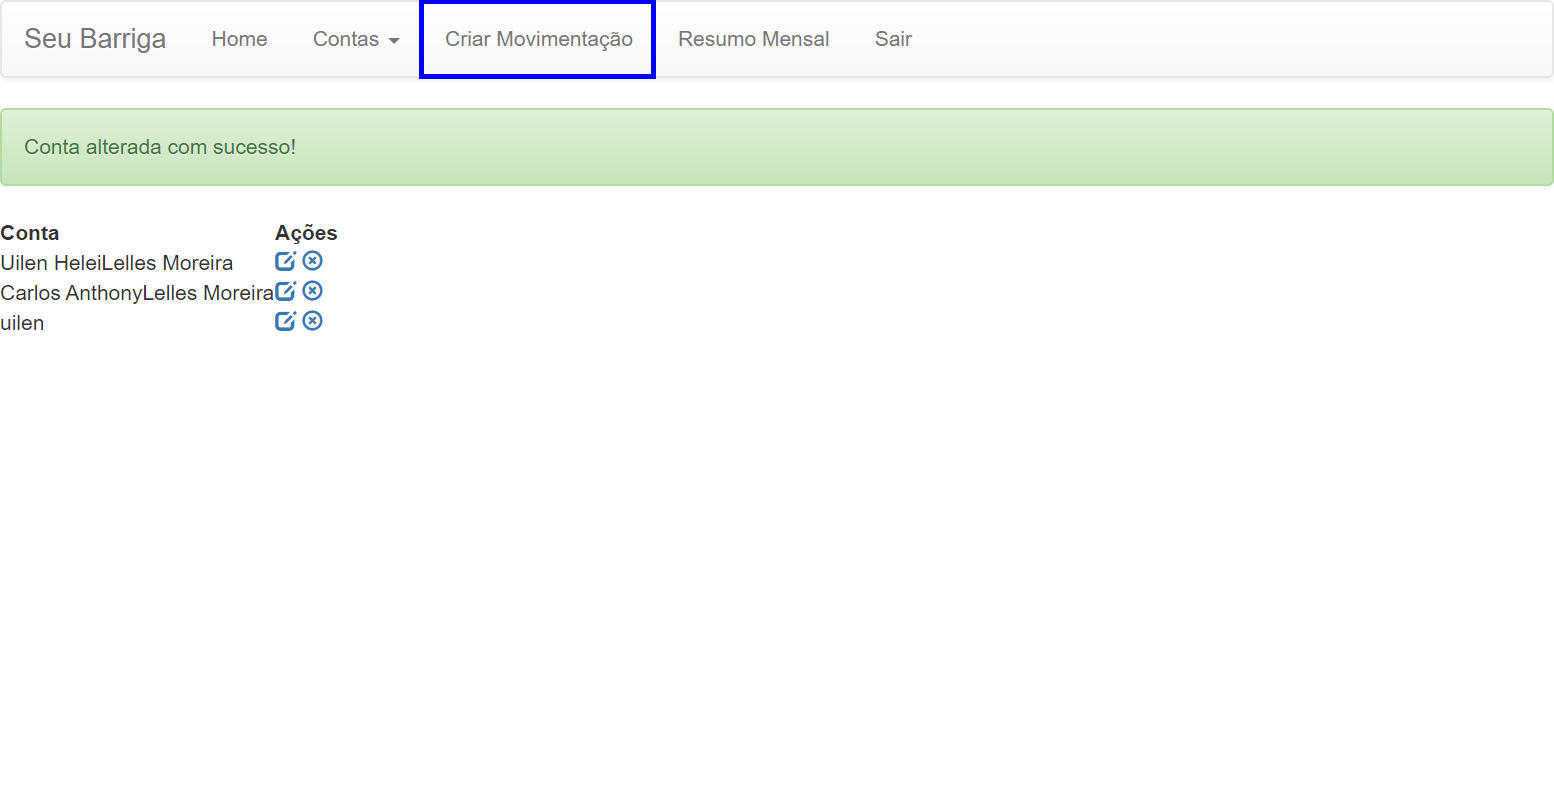 Seu Barriga Home Contas Criar Movimentação Resumo Mensal Sair
Conta alterada com sucesso!
Conta Ações
Uilen HeleiLelles Moreira
Carlos AnthonyLelles Moreira
uilen